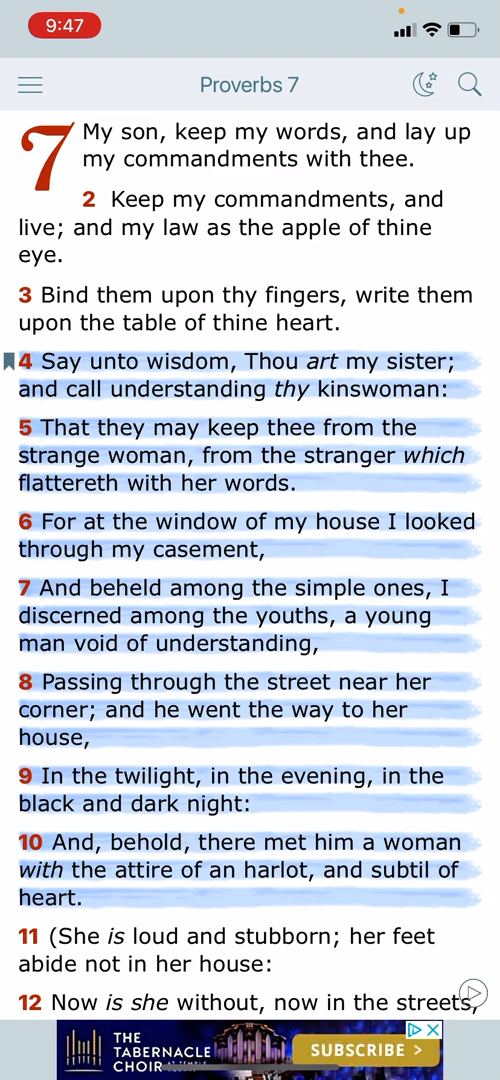 9:47
Proverbs 7
7 My son, keep my words, and lay up
my commandments with thee.
2 Keep my commandments, and
live; and my law as the apple of thine
eye.
3 Bind them upon thy fingers, write them
upon the table of thine heart.
4 Say unto wisdom, Thou art my sister;
and call understanding thy kinswoman:
5 That they may keep thee from the
strange woman, from the stranger which
flattereth with her words.
6 For at the window of my house I looked
through my casement,
7 And beheld among the simple ones, I
discerned among the youths, a young
man void of understanding,
8 Passing through the street near her
corner; and he went the way to her
house,
9 In the twilight, in the evening, in the
black and dark night:
10 And, behold, there met him a woman
with the attire of an harlot, and subtil of
heart.
11 (She is loud and stubborn; her feet
abide not in her house:
12 Now is she without, now in the streets,
THE
TABERNACLE
CHOIR
SUBSCRIBE >